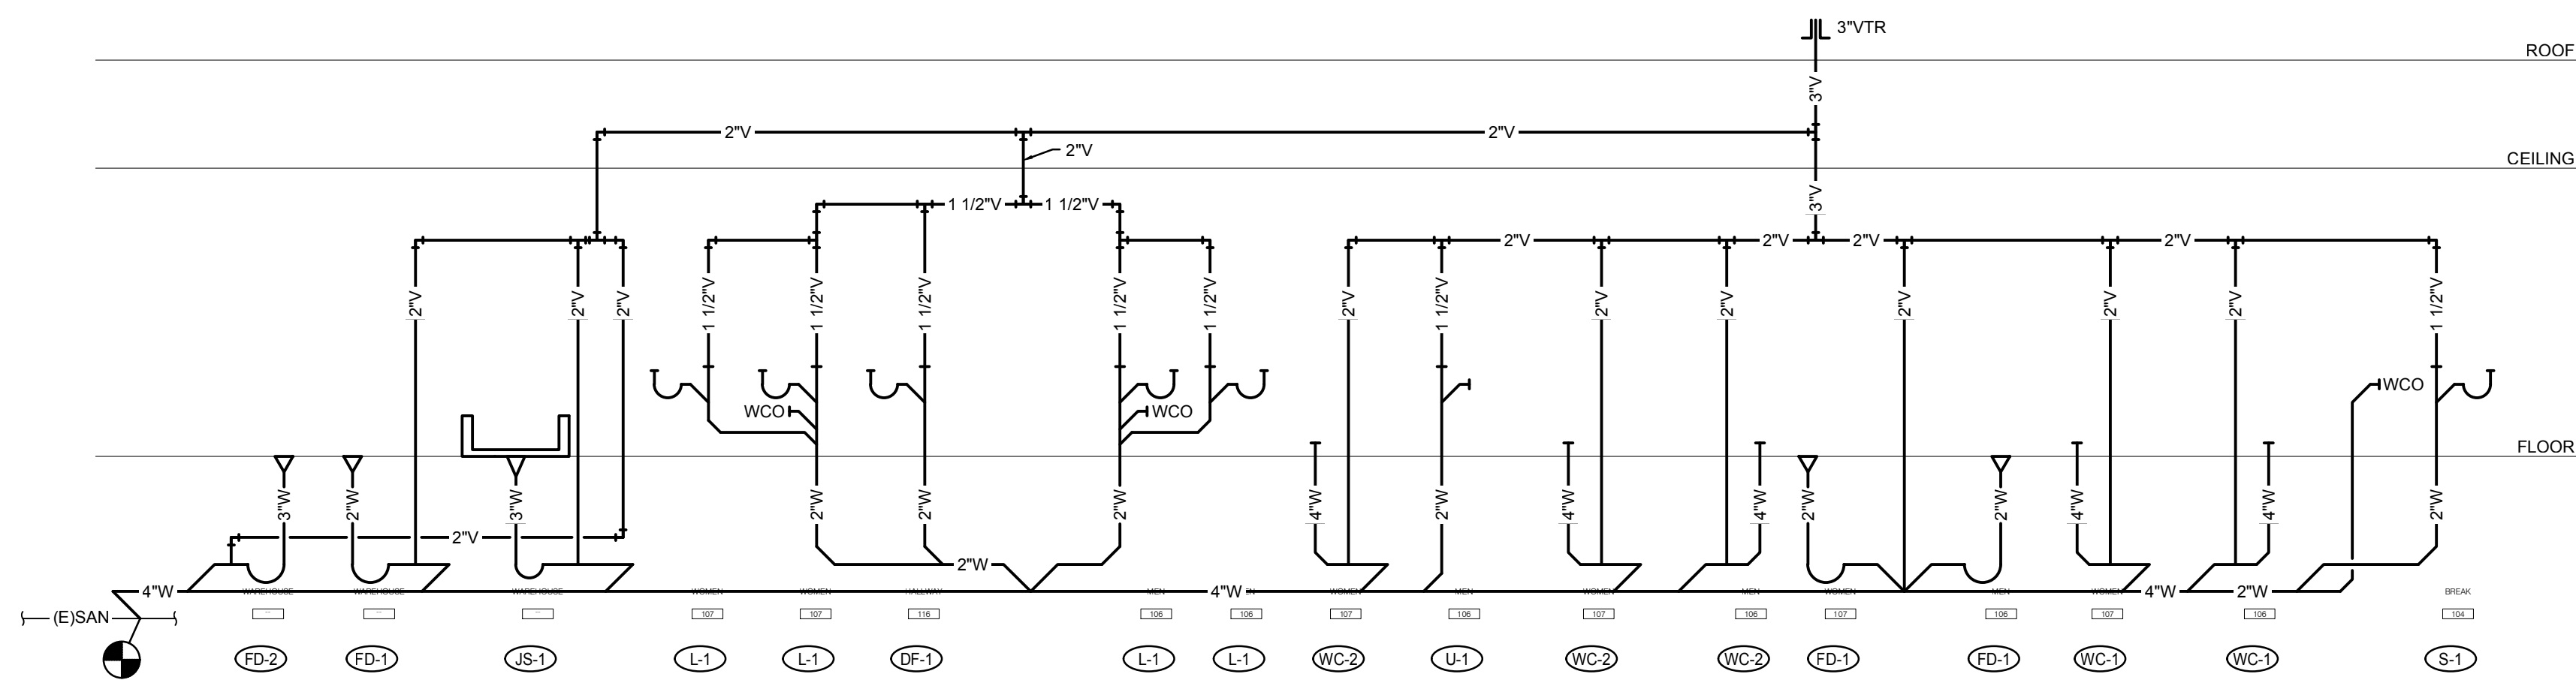 3"VTR
ROOF
3"V
2"V 2"V
2"V
CEILING
1 1/2"V 1 1/2"V 3"V
2"V 2"V 2"V 2"V
2"V 2"V 2"V 1 1/2"V 1 1/2"V 1 1/2"V 1 1/2"V 1 1/2"V 2"V 1 1/2"V 2"V 2"V 2"V 2"V 2"V 1 1/2"V
WCO WCO WCO
FLOOR
3"W 2"W 3"W 2"W 2"W 2"W 4"W 2"W 4"W 4"W 2"W 2"W 4"W 4"W 2"W
2"V
2"W
4"W WAREHOUSE WAREHOUSE WAREHOUSE WOMEN WOMEN HALLWAY MEN 4"W WOMEN MEN WOMEN MEN WOMEN MEN WOMEN 4"W 2"W BREAK
(E)SAN -- -- -- 107 107 116 106 106 107 106 107 106 107 106 107 106 104
FD-2 FD-1 JS-1 L-1 L-1 DF-1 L-1 L-1 WC-2 U-1 WC-2 WC-2 FD-1 FD-1 WC-1 WC-1 S-1